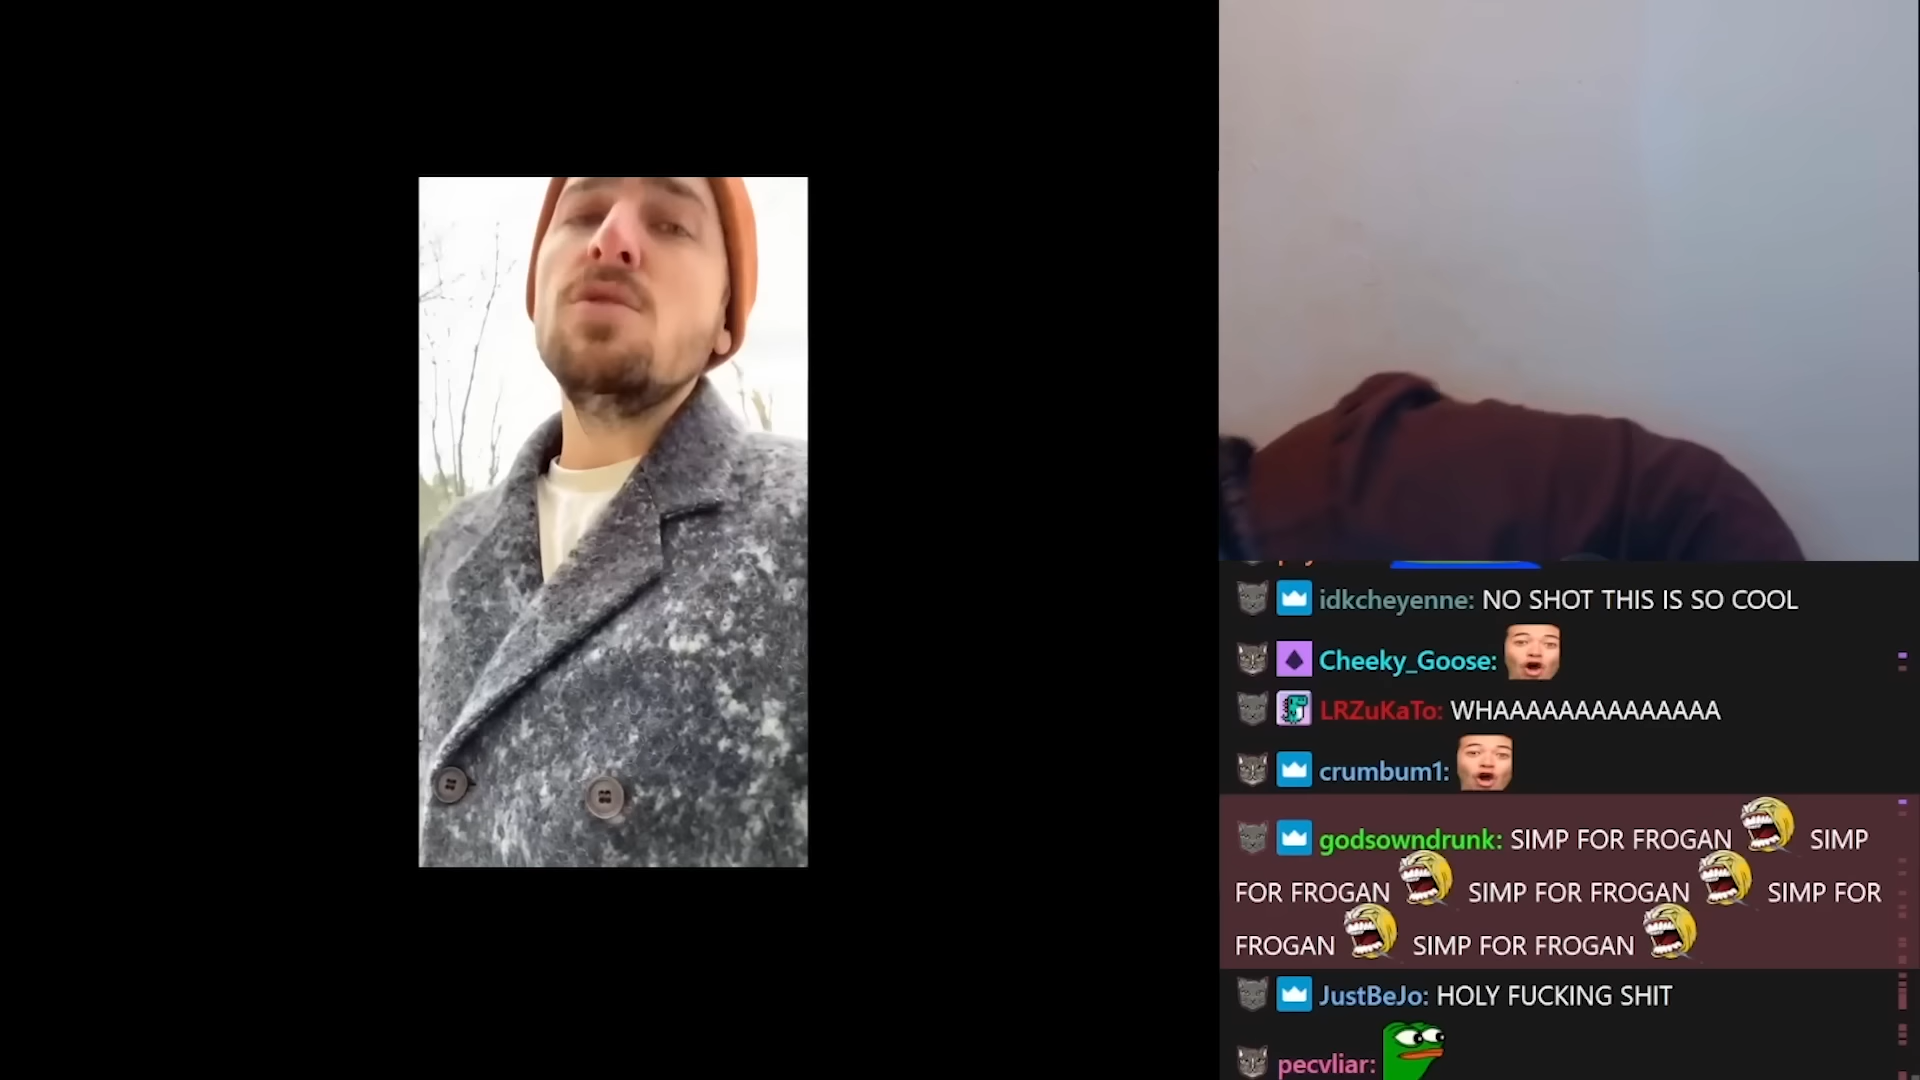 idkcheyenne: NO SHOT THIS IS SO COOL
Cheeky_Goose:
LRZuKaTo: WHAAAAAAAAAAAAAA
crumbum1:
godsowndrunk: SIMP FOR FROGAN SIMP
FOR FROGAN SIMP FOR FROGAN SIMP FOR
FROGAN SIMP FOR FROGAN
JustBeJo: HOLY FUCKING SHIT
pecvliar: